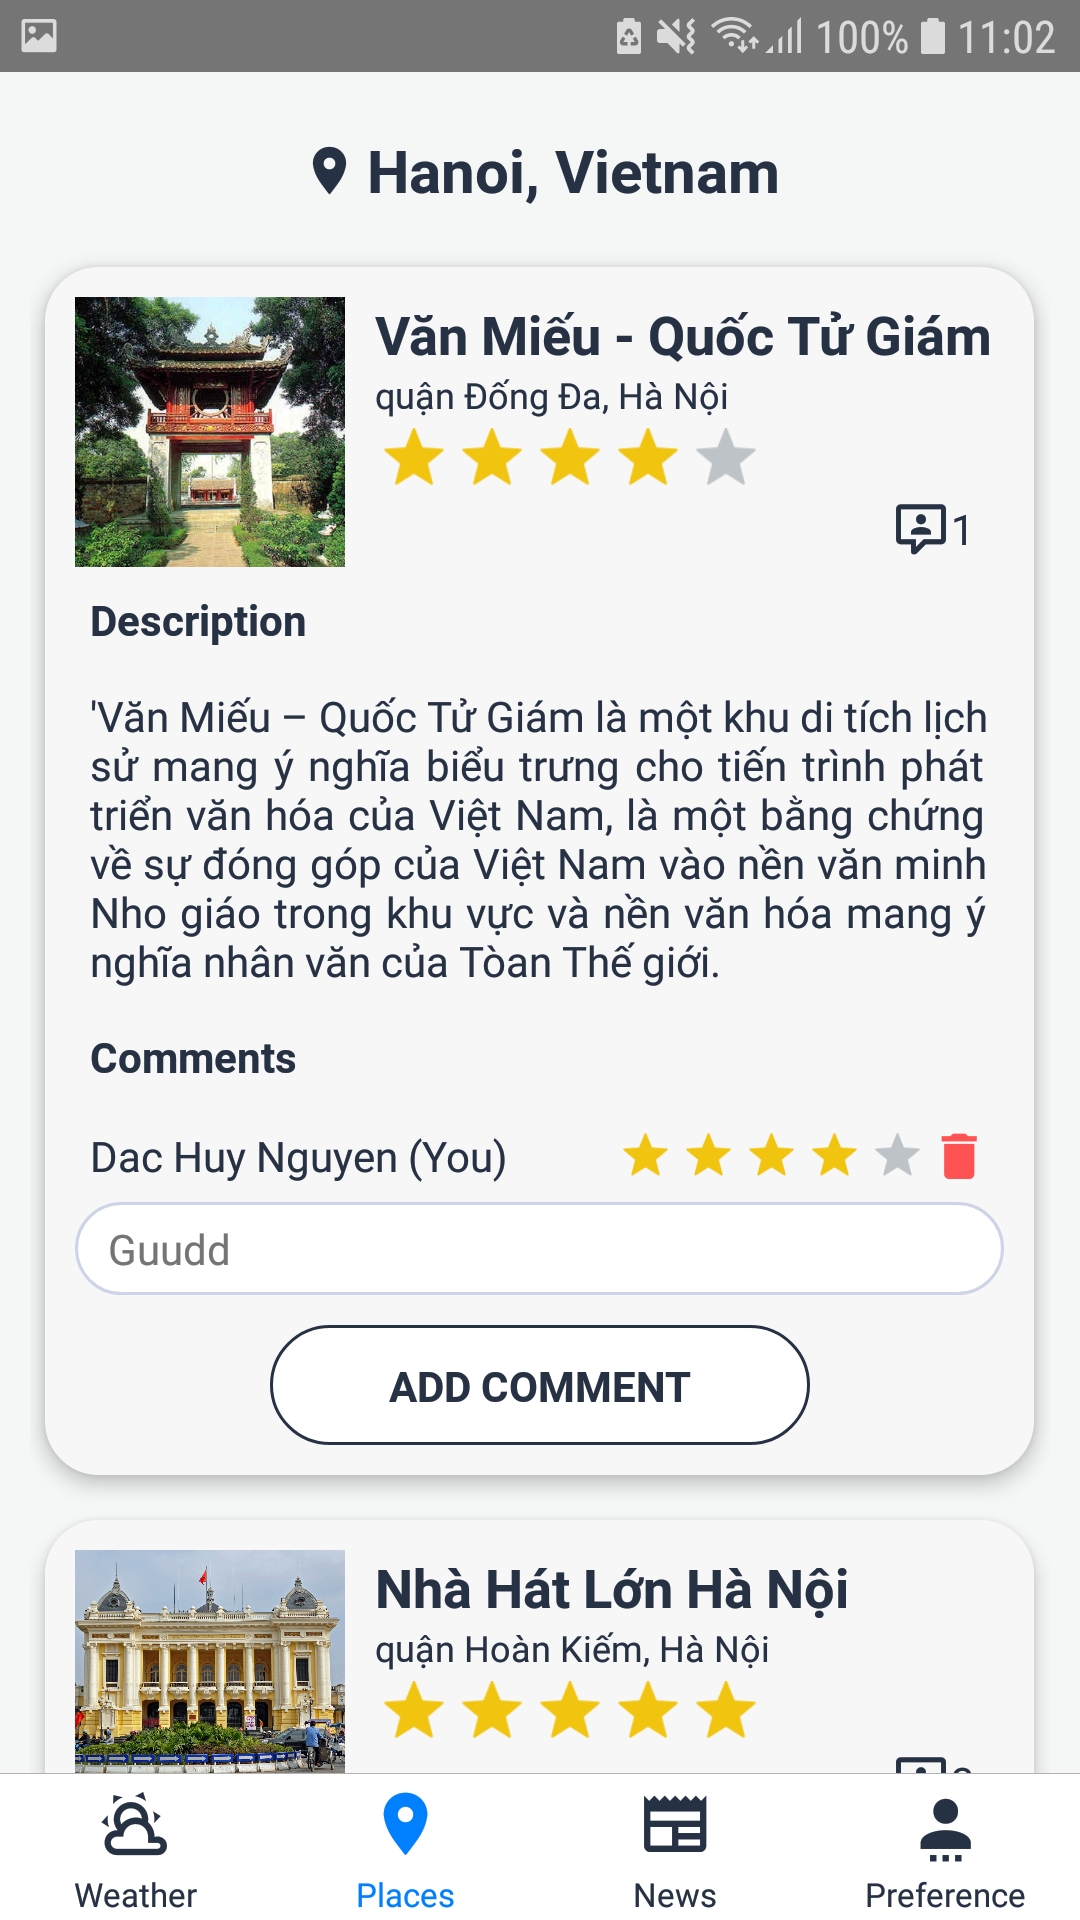 100% 11:02
Hanoi, Vietnam
Văn Miếu - Quốc Tử Giám
quận Đống Đa, Hà Nội
1
Description
'Văn Miếu – Quốc Tử Giám là một khu di tích lịch
sử mang ý nghĩa biểu trưng cho tiến trình phát
triển văn hóa của Việt Nam, là một bằng chứng
về sự đóng góp của Việt Nam vào nền văn minh
Nho giáo trong khu vực và nền văn hóa mang ý
nghĩa nhân văn của Tòan Thế giới.
Comments
Dac Huy Nguyen (You)
Guudd
ADD COMMENT
Nhà Hát Lớn Hà Nội
quận Hoàn Kiếm, Hà Nội
Weather Places News Preference